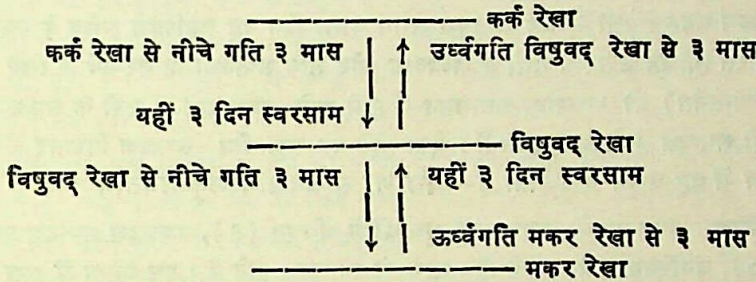 कर्क रेखा
कर्क रेखा से नीचे गति ३ मास उर्ध्वगति विषुवद् रेखा से ३ मास
यहीं ३ दिन स्वरसाम
विषुवद् रेखा
विषुवद् रेखा से नीचे गति ३ मास यहीं ३ दिन स्वरसाम
ऊर्ध्वगति मकर रेखा से ३ मास
मकर रेखा